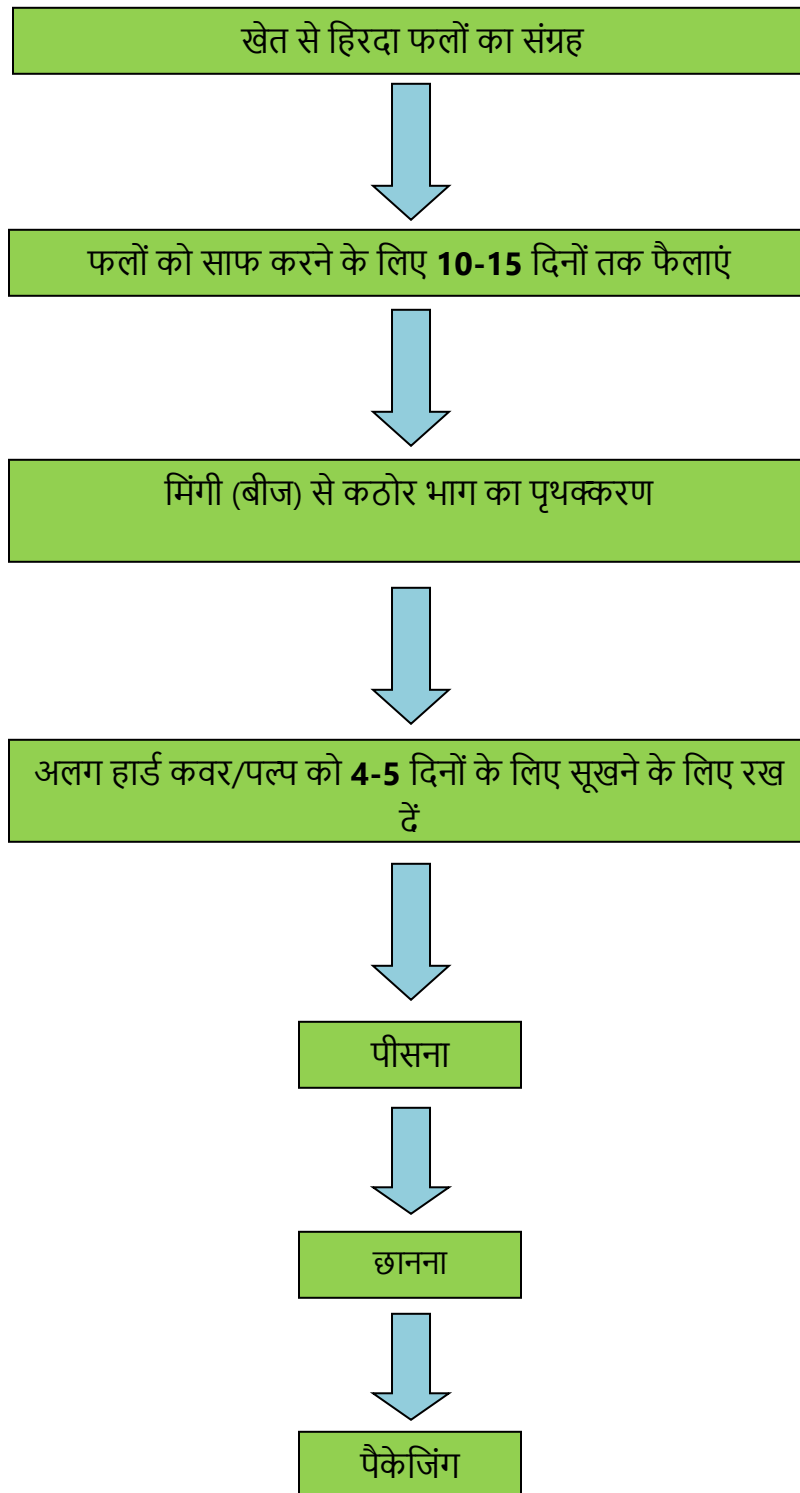 खेत से हिरदा फलों का संग्रह
फलों को साफ करने के लिए 10-15 दिनों तक फैलाएं
मिंगी (बीज) से कठोर भाग का पृथक्करण
अलग हार्ड कवर/पल्प को 4-5 दिनों के लिए सूखने के लिए रख
दें
पीसना
छानना
पैकेजिंग